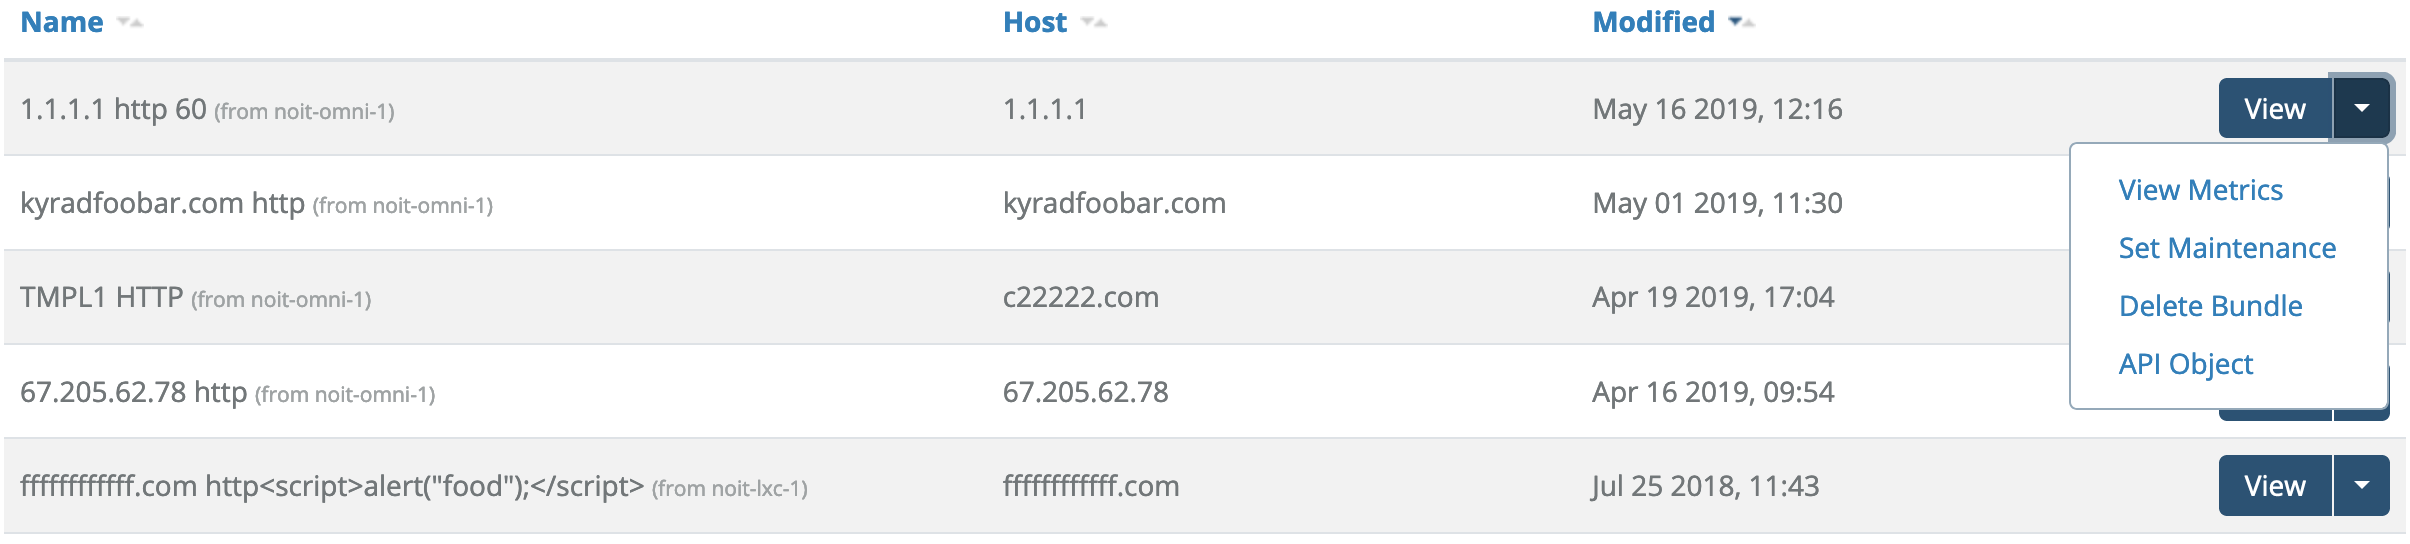 Name Host Modified
1.1.1.1 http 60 (from noit-omni-1) 1.1.1.1 May 16 2019, 12:16 View
kyradfoobar.com http (from noit-omni-1) kyradfoobar.com May 01 2019, 11:30
View Metrics
Set Maintenance
TMPL1 HTTP (from noit-omni-1) c22222.com Apr 19 2019, 17:04
Delete Bundle
API Object
67.205.62.78 http (from noit-omni-1) 67.205.62.78 Apr 16 2019, 09:54
ffffffffffff.com http<script>alert("food");</script> (from noit-lxc-1) ffffffffffff.com Jul 25 2018, 11:43 View